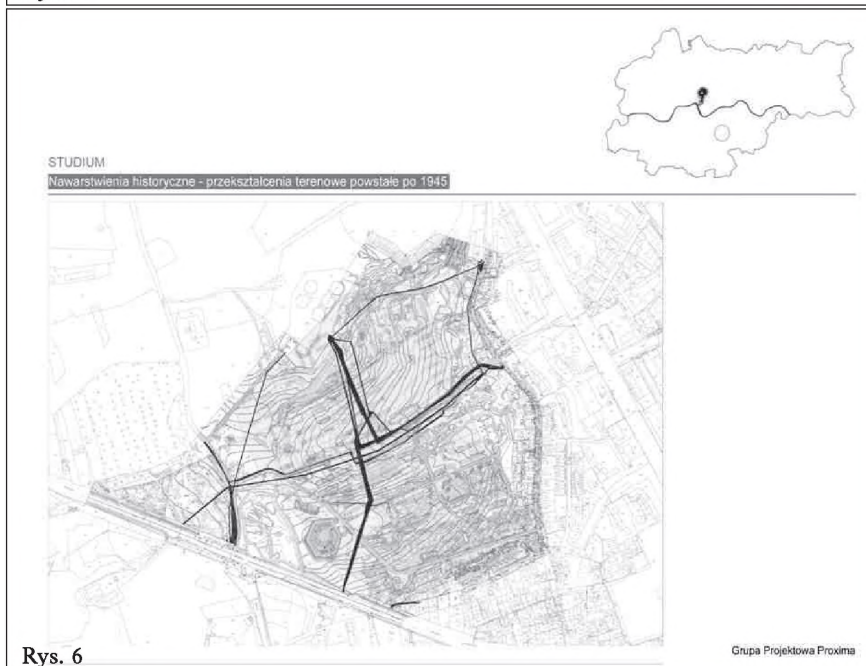 STUDIUM
Nawarstwienia historyczne - przekształcenia terenowe powstałe po 1945
Rys. 6
Grupa Projektowa Proxima